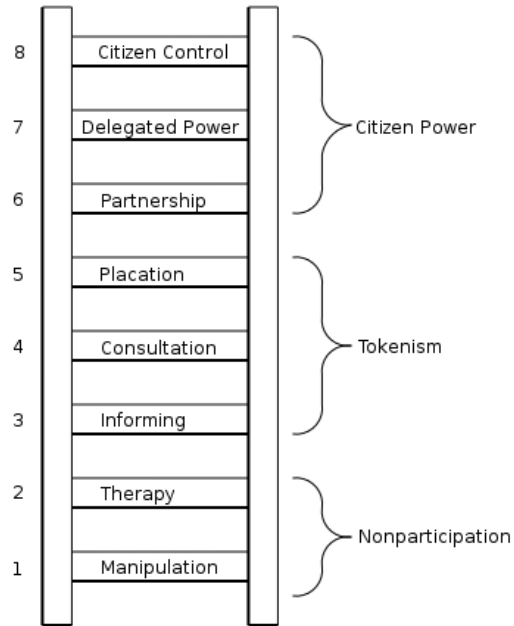 8 Citizen Control
7 Delegated Power
Citizen Power
6 Partnership
5 Placation
4 Consultation
Tokenism
3 Informing
2 Therapy
Nonparticipation
1 Manipulation